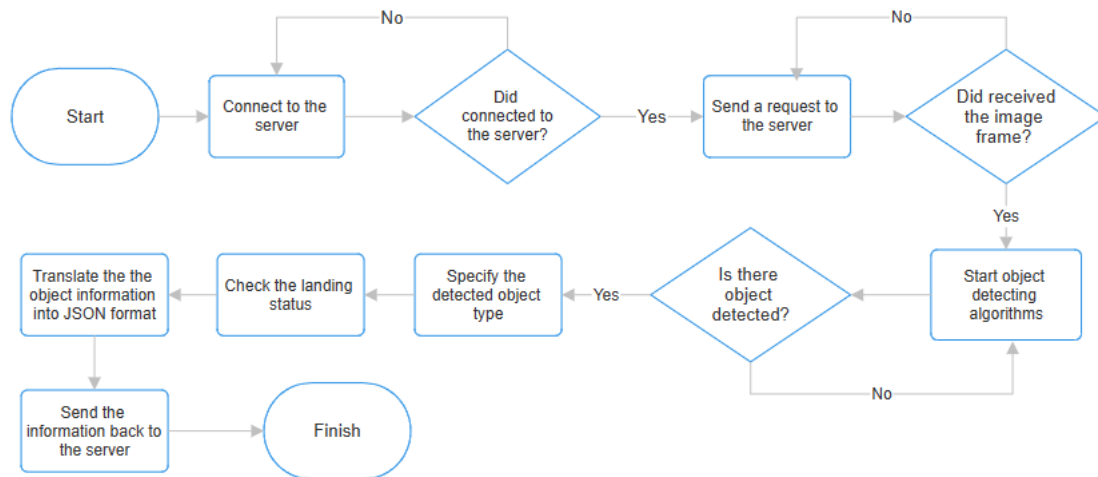 No
No
Start
Connect to the
server
Did
connected to
the server?
Yes
Send a request to
the server
Did received
the image
frame?
Yes
Translate the the
object information
into JSON format
Check the landing
status
Specify the
detected object
type
Yes
Is there
object
detected?
Start object
detecting
algorithms
No
Send the
information back to
the server
Finish